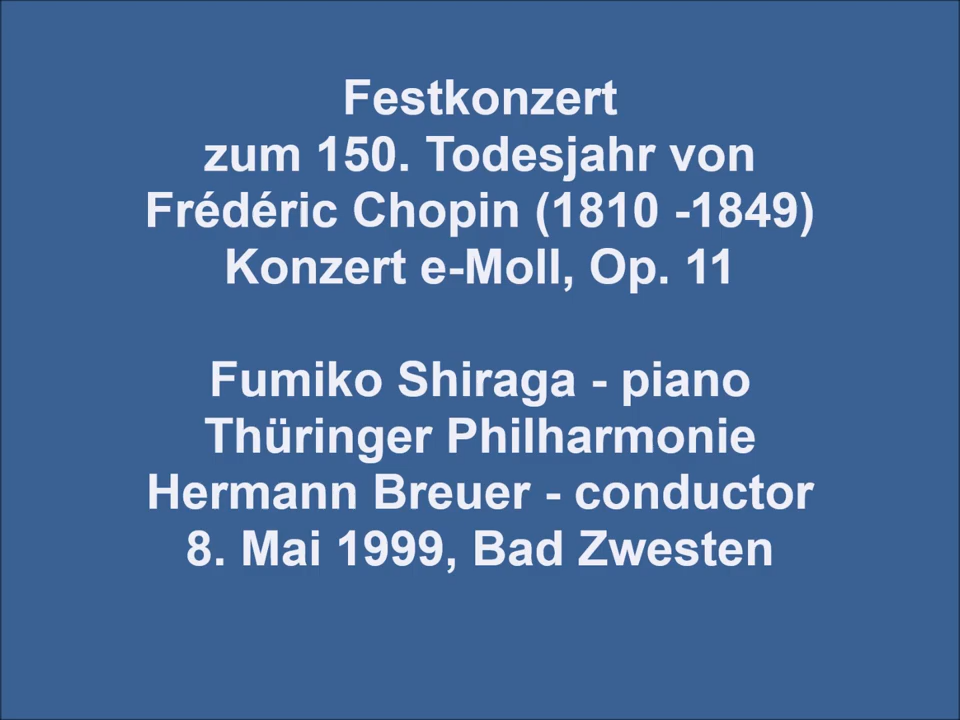 Festkonzert
zum 150. Todesjahr von
Frédéric Chopin (1810 -1849)
Konzert e-Moll, Op. 11
Fumiko Shiraga - piano
Thüringer Philharmonie
Hermann Breuer - conductor
8. Mai 1999, Bad Zwesten